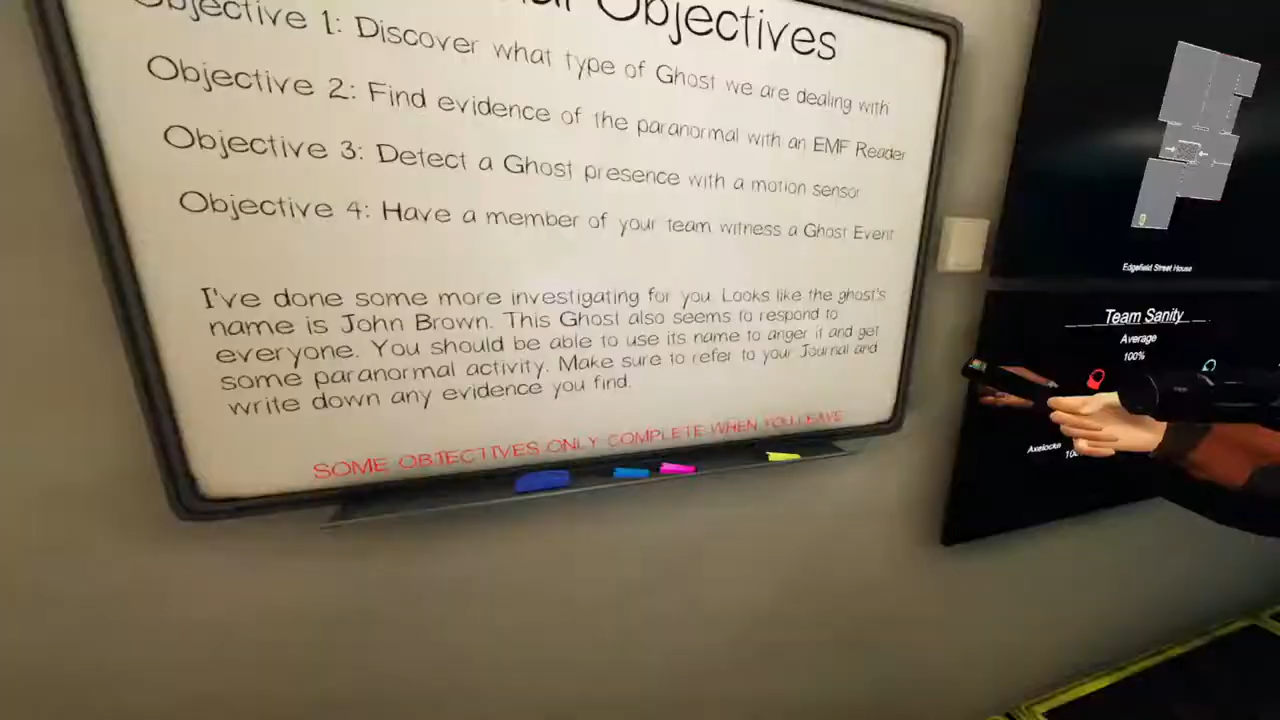 Objectives
Objective 1: Discover what type of Ghost we are dealing with
Objective 2: Find evidence of the paranormal with an EMF Reader
Objective 3: Detect a Ghost presence with a motion sensor
Objective 4: Have a member of your team witness a Ghost Event
I've done some more investigating for you. Looks like the ghost's
name is John Brown. This Ghost also seems to respond to
everyone. You should be able to use its name to anger it and get
some paranormal activity. Make sure to refer to your Journal and
write down any evidence you find.
SOME OBJECTIVES ONLY COMPLETE WHEN YOU LEAVE
Edgefield Street House
Team Sanity
Average
100%